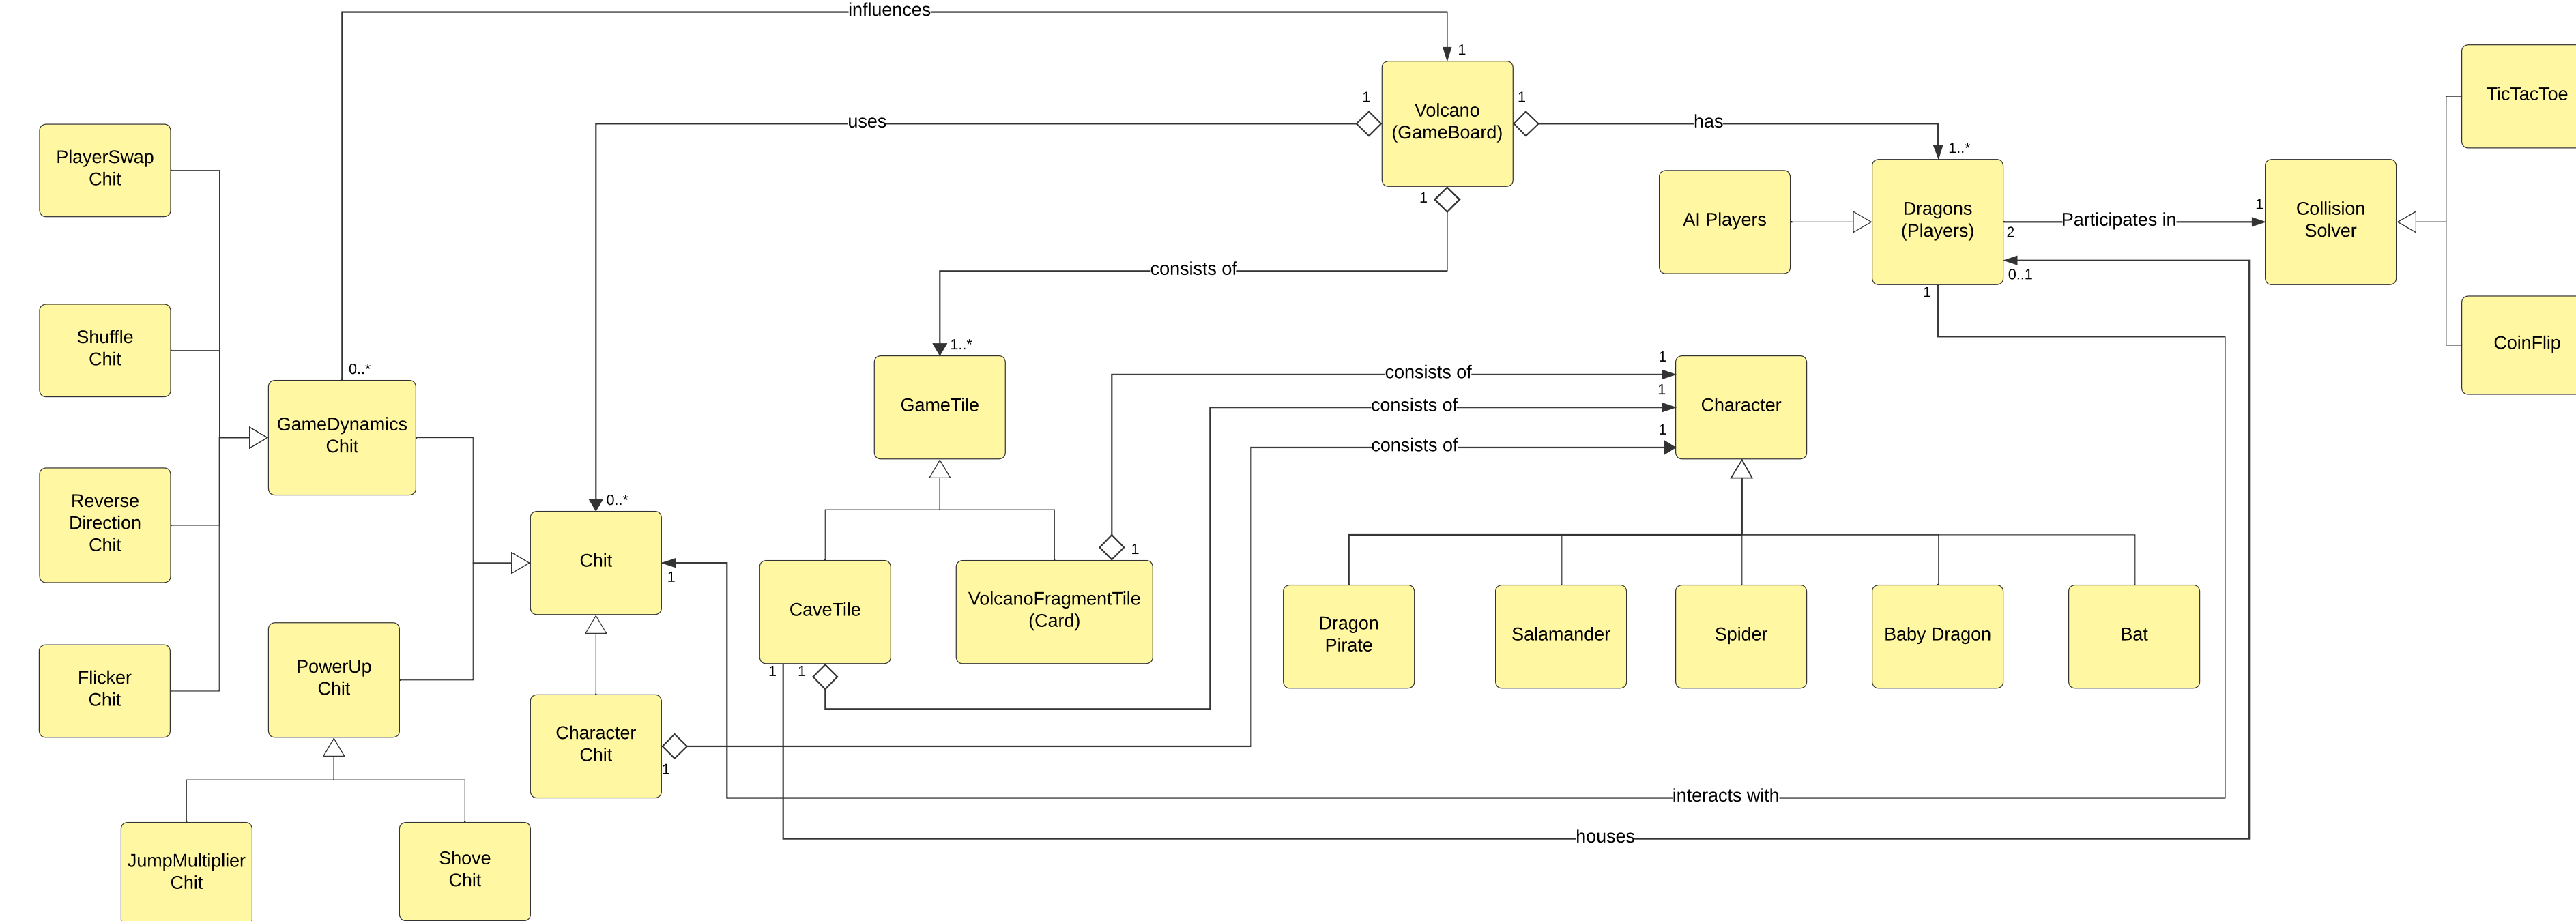 influences
1
1
uses
Volcano
(GameBoard)
1
has
1
1..*
consists of
1..*
TicTacToe
PlayerSwap
Chit
AI Players
Dragons
(Players)
2
Participates in
1
Collision
Solver
0..1
1
CoinFlip
Shuffle
Chit
0..*
GameDynamics
Chit
GameTile
consists of
1
consists of
1
consists of
1
Character
Reverse
Direction
Chit
0..*
Chit
1
1
CaveTile
VolcanoFragmentTile
(Card)
1
1
Dragon
Pirate
Salamander
Spider
Baby Dragon
Bat
Flicker
Chit
PowerUp
Chit
Character
Chit
1
interacts with
houses
JumpMultiplier
Chit
Shove
Chit